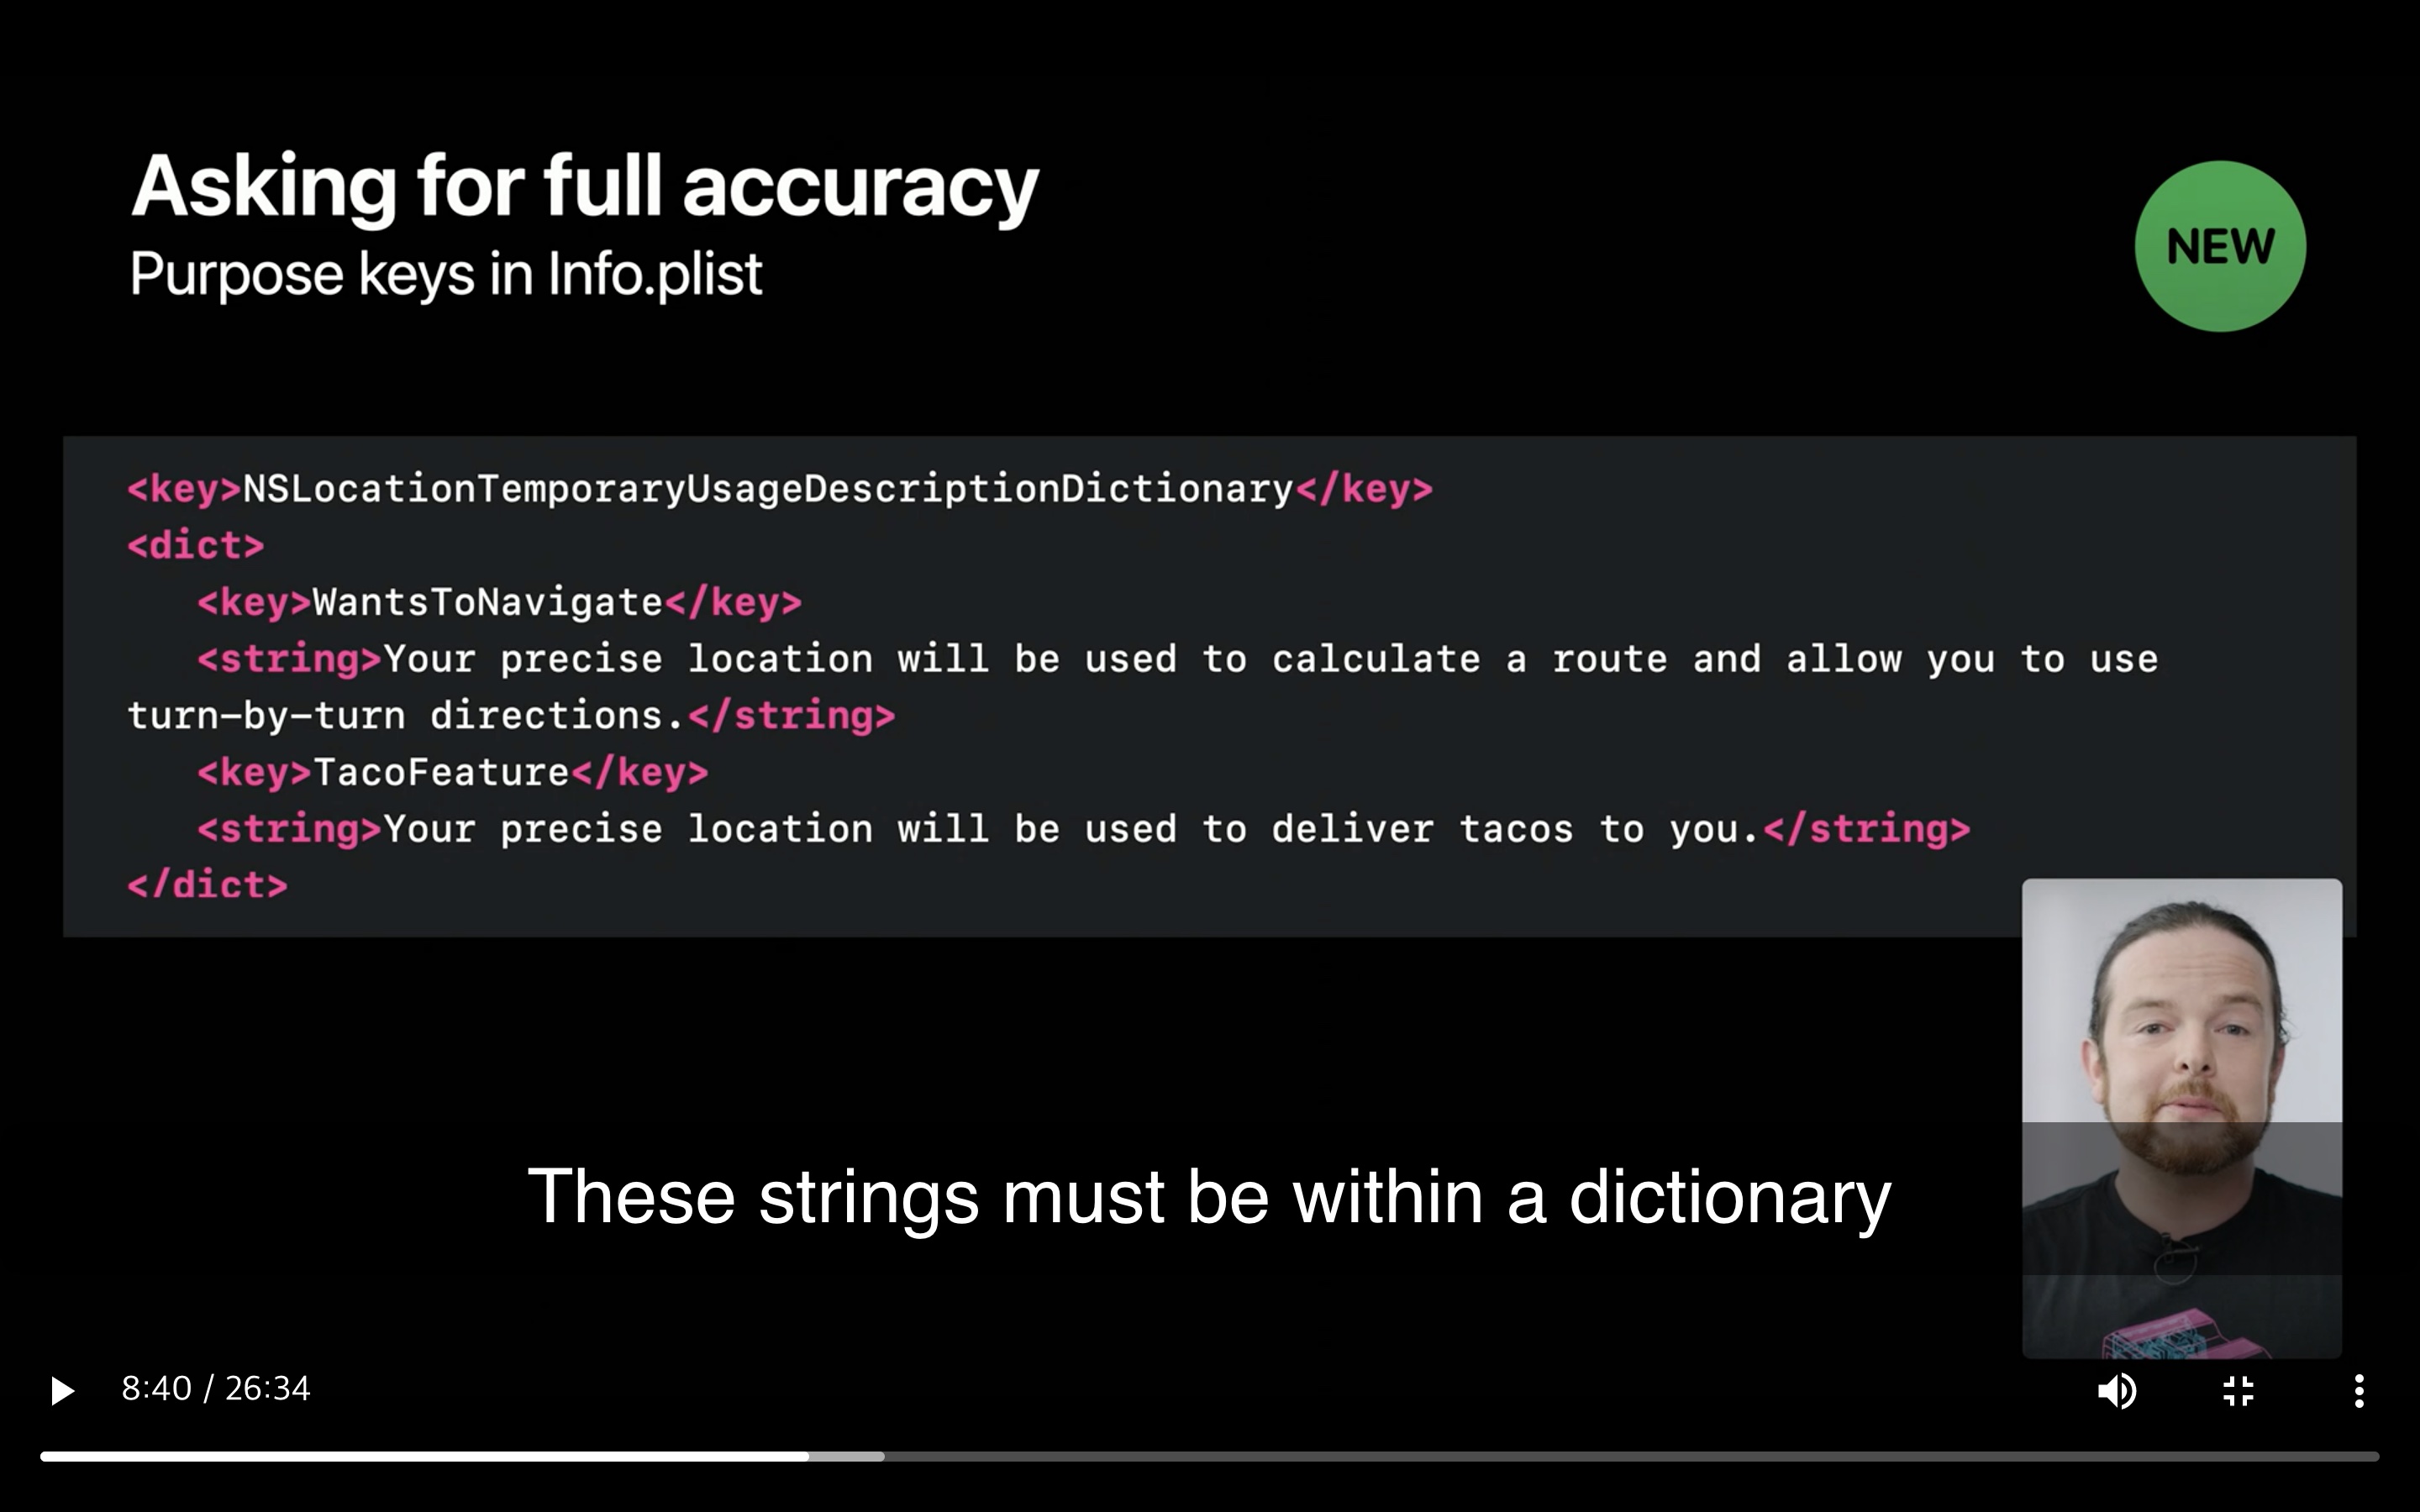 Asking for full accuracy
Purpose keys in Info.plist
NEW
<key>NSLocationTemporaryUsageDescriptionDictionary</key>
<dict>
<key>WantsToNavigate</key>
<string>Your precise location will be used to calculate a route and allow you to use
turn–by–turn directions.</string>
<key>TacoFeature</key>
<string>Your precise location will be used to deliver tacos to you.</string>
</dict>
These strings must be within a dictionary
8:40 / 26:34